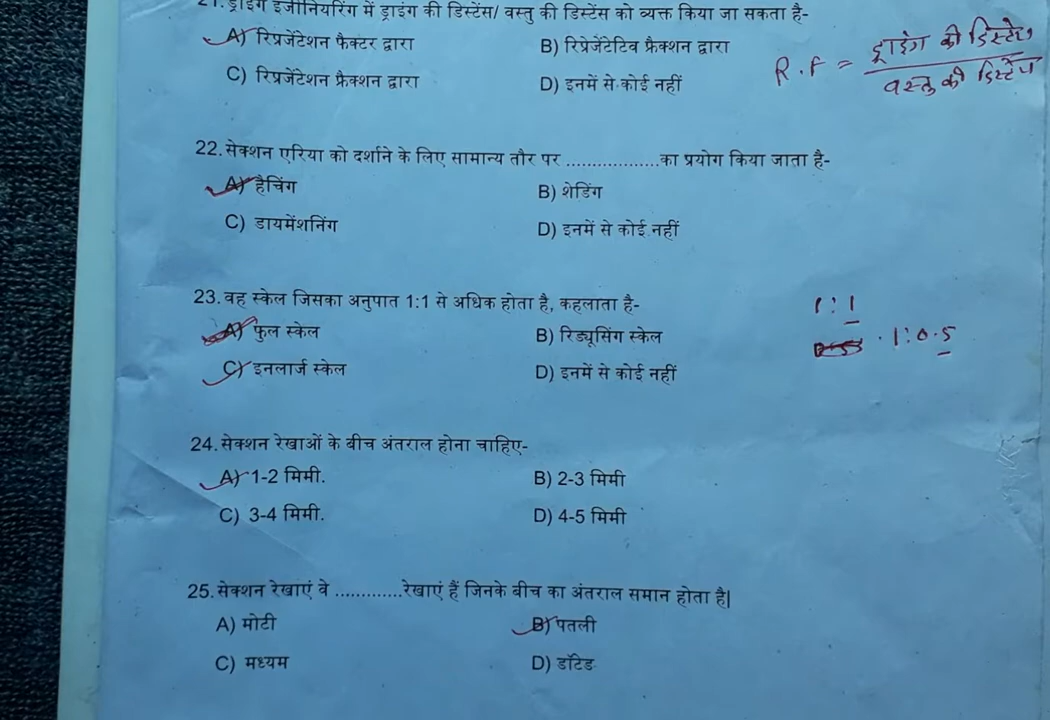 21. ड्राइंग इंजीनियरिंग में ड्राइंग की डिस्टेंस/ वस्तु की डिस्टेंस को व्यक्त किया जा सकता है-
A) रिप्रजेंटेशन फैक्टर द्वारा B) रिप्रेजेंटेटिव फ्रैक्शन द्वारा
C) रिप्रजेंटेशन फ्रैक्शन द्वारा D) इनमें से कोई नहीं
R.F = ड्राइंग की डिस्टेंस
वस्तु की डिस्टेंस
22. सेक्शन एरिया को दर्शाने के लिए सामान्य तौर पर ..................का प्रयोग किया जाता है-
A) हैचिंग B) शेडिंग
C) डायमेंशनिंग D) इनमें से कोई नहीं
23. वह स्केल जिसका अनुपात 1:1 से अधिक होता है, कहलाता है- 1:1
A) फुल स्केल B) रिड्यूसिंग स्केल 1:0.5
C) इनलार्ज स्केल D) इनमें से कोई नहीं
24. सेक्शन रेखाओं के बीच अंतराल होना चाहिए-
A) 1-2 मिमी. B) 2-3 मिमी
C) 3-4 मिमी. D) 4-5 मिमी
25. सेक्शन रेखाएं वे .............रेखाएं हैं जिनके बीच का अंतराल समान होता है|
A) मोटी B) पतली
C) मध्यम D) डॉटेड